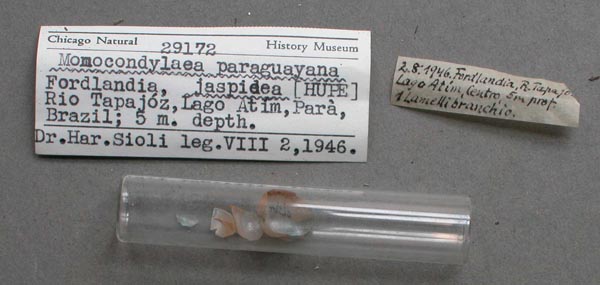 Chicago Natural 29172 History Museum
Momocondylaea paraguayana
Fordlandia, jaspidea [HUPE]
Rio Tapajóz, Lago Atim, Parà,
Brazil; 5 m. depth.
Dr. Har. Sioli leg. VIII 2, 1946.
2.8.1946. Fordlandia, R. Tapajoz
Lago Atim, Centro, 5m prof.
1 Lamellibranchio.